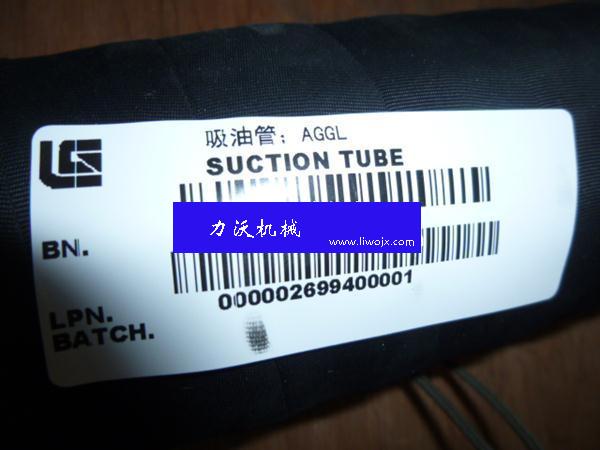 吸油管；AGGL
SUCTION TUBE
BN.
力沃机械
www.liwojx.com
000002699400001
LPN.
BATCH.